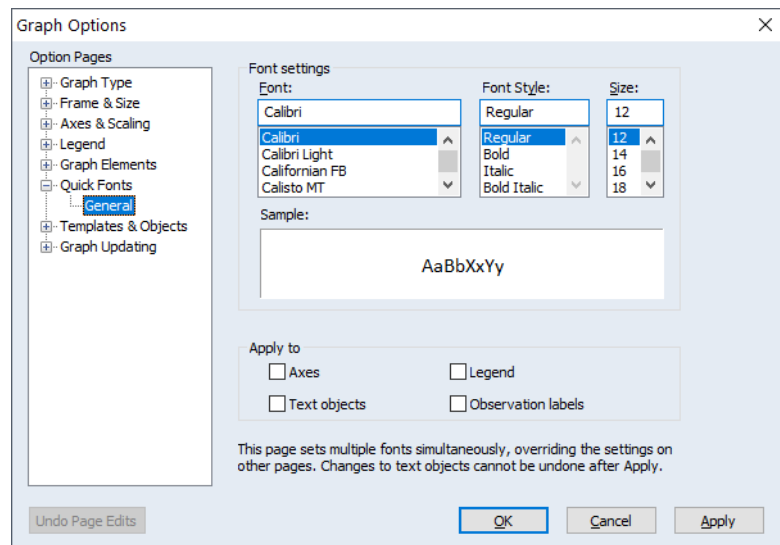 Graph Options
Option Pages
Graph Type
Frame & Size
Axes & Scaling
Legend
Graph Elements
Quick Fonts
General
Templates & Objects
Graph Updating
Font settings
Font: Font Style: Size:
Calibri Regular 12
Calibri Regular 12
Calibri Light Bold 14
Californian FB Italic 16
Calisto MT Bold Italic 18
Sample:
AaBbXxYy
Apply to
Axes Legend
Text objects Observation labels
This page sets multiple fonts simultaneously, overriding the settings on
other pages. Changes to text objects cannot be undone after Apply.
Undo Page Edits OK Cancel Apply